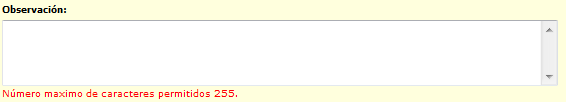 Observación:
Número maximo de caracteres permitidos 255.